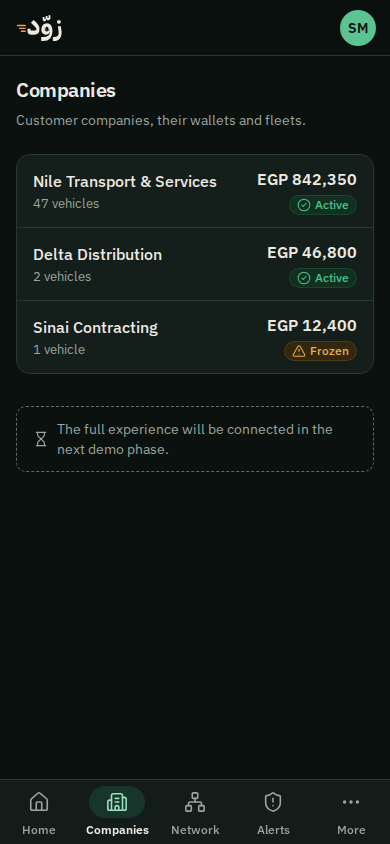 زوّد
SM
Companies
Customer companies, their wallets and fleets.
Nile Transport & Services
EGP 842,350
47 vehicles
Active
Delta Distribution
EGP 46,800
2 vehicles
Active
Sinai Contracting
EGP 12,400
1 vehicle
Frozen
The full experience will be connected in the
next demo phase.
Home
Companies
Network
Alerts
More